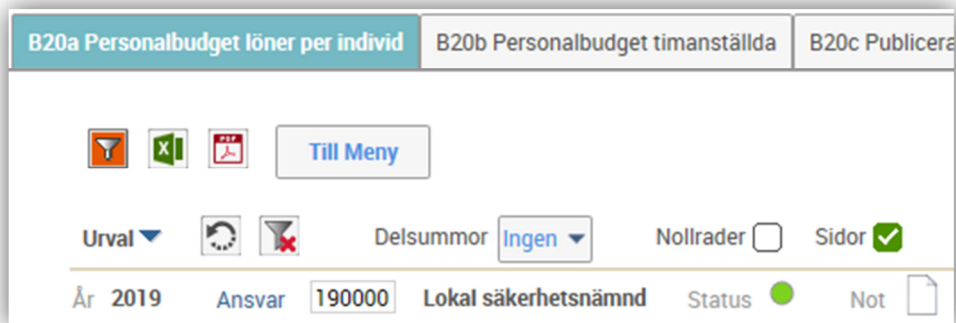 B20a Personalbudget löner per individ B20b Personalbudget timanställda B20c Publicera
PDF Till Meny
Urval Delsummor Ingen Nollrader Sidor
År 2019 Ansvar 190000 Lokal säkerhetsnämnd Status Not